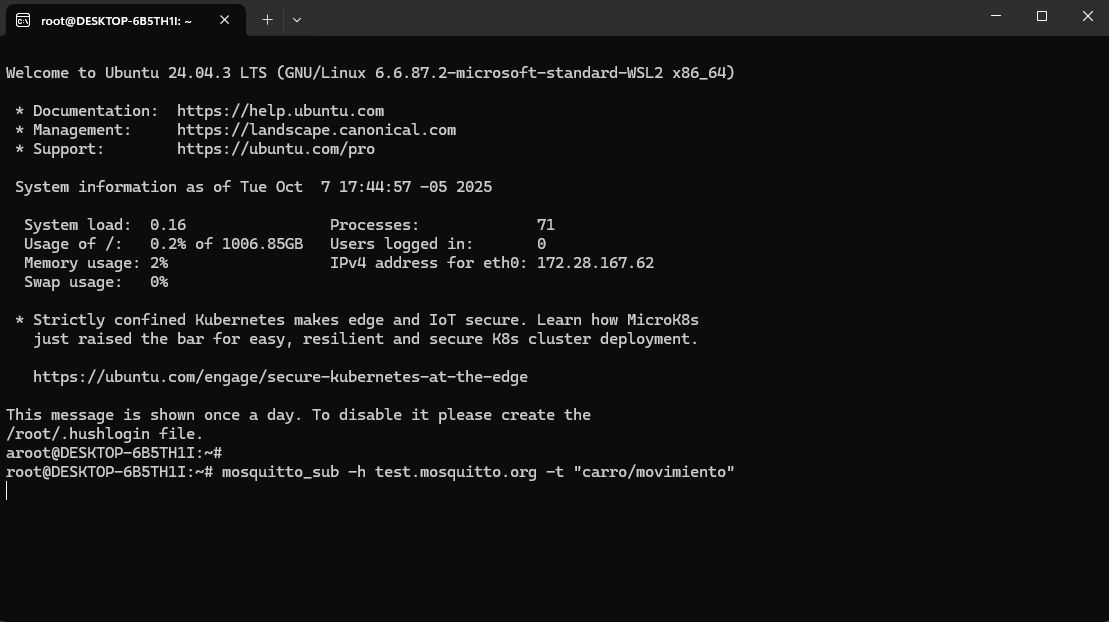 root@DESKTOP-6B5TH1I: ~
Welcome to Ubuntu 24.04.3 LTS (GNU/Linux 6.6.87.2-microsoft-standard-WSL2 x86_64)
* Documentation:  https://help.ubuntu.com
* Management:     https://landscape.canonical.com
* Support:        https://ubuntu.com/pro
System information as of Tue Oct  7 17:44:57 -05 2025
System load:  0.16                Processes:             71
Usage of /:   0.2% of 1006.85GB   Users logged in:       0
Memory usage: 2%                  IPv4 address for eth0: 172.28.167.62
Swap usage:   0%
* Strictly confined Kubernetes makes edge and IoT secure. Learn how MicroK8s
just raised the bar for easy, resilient and secure K8s cluster deployment.
https://ubuntu.com/engage/secure-kubernetes-at-the-edge
This message is shown once a day. To disable it please create the
/root/.hushlogin file.
aroot@DESKTOP-6B5TH1I:~#
root@DESKTOP-6B5TH1I:~# mosquitto_sub -h test.mosquitto.org -t "carro/movimiento"